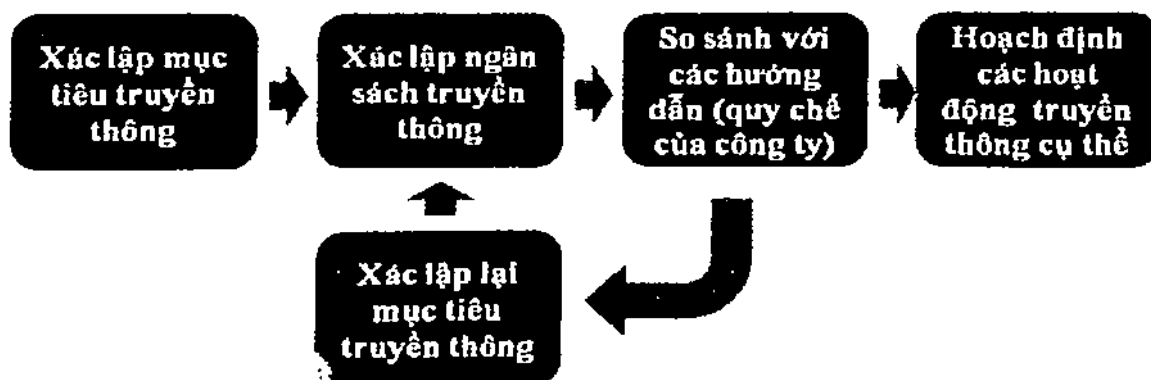 Xác lập mục
tiêu truyền
thông
Xác lập ngân
sách truyền
thông
So sánh với
các hướng
dẫn (quy chế
của công ty)
Hoạch định
các hoạt
động truyền
thông cụ thể
Xác lập lại
mục tiêu
truyền thông